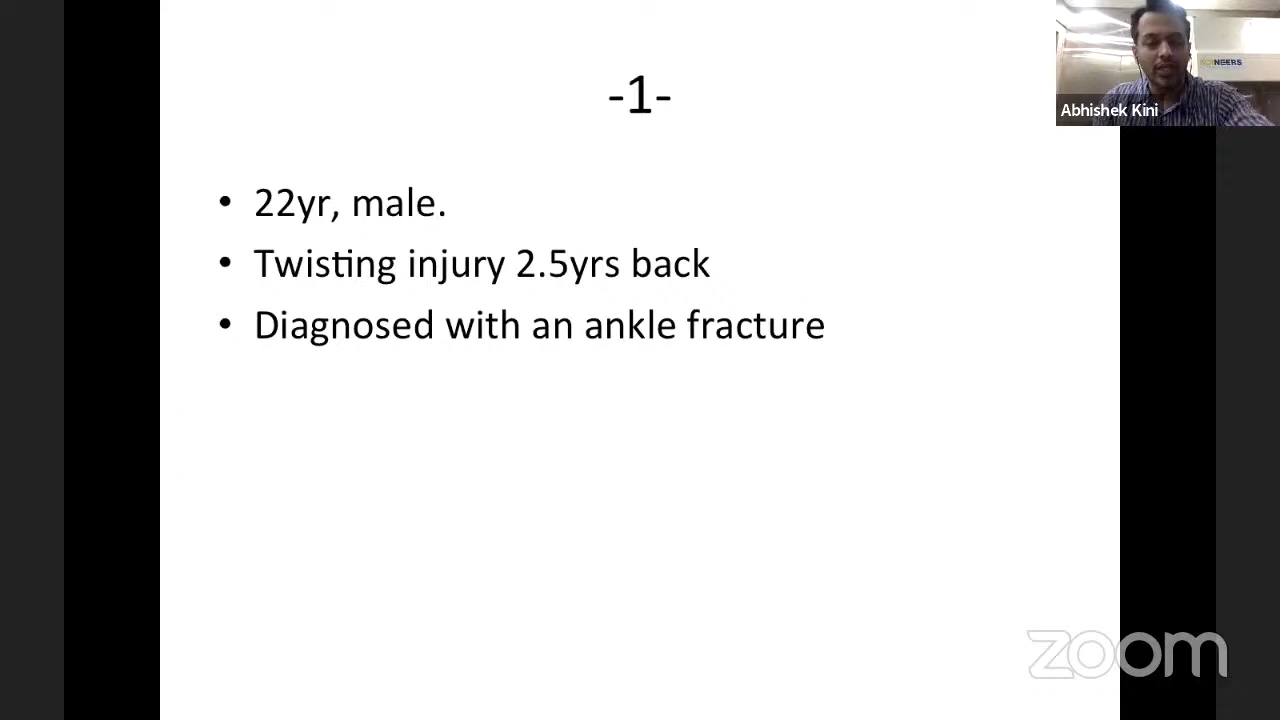 -1-
Abhishek Kini
• 22yr, male.
• Twisting injury 2.5yrs back
• Diagnosed with an ankle fracture
zoom